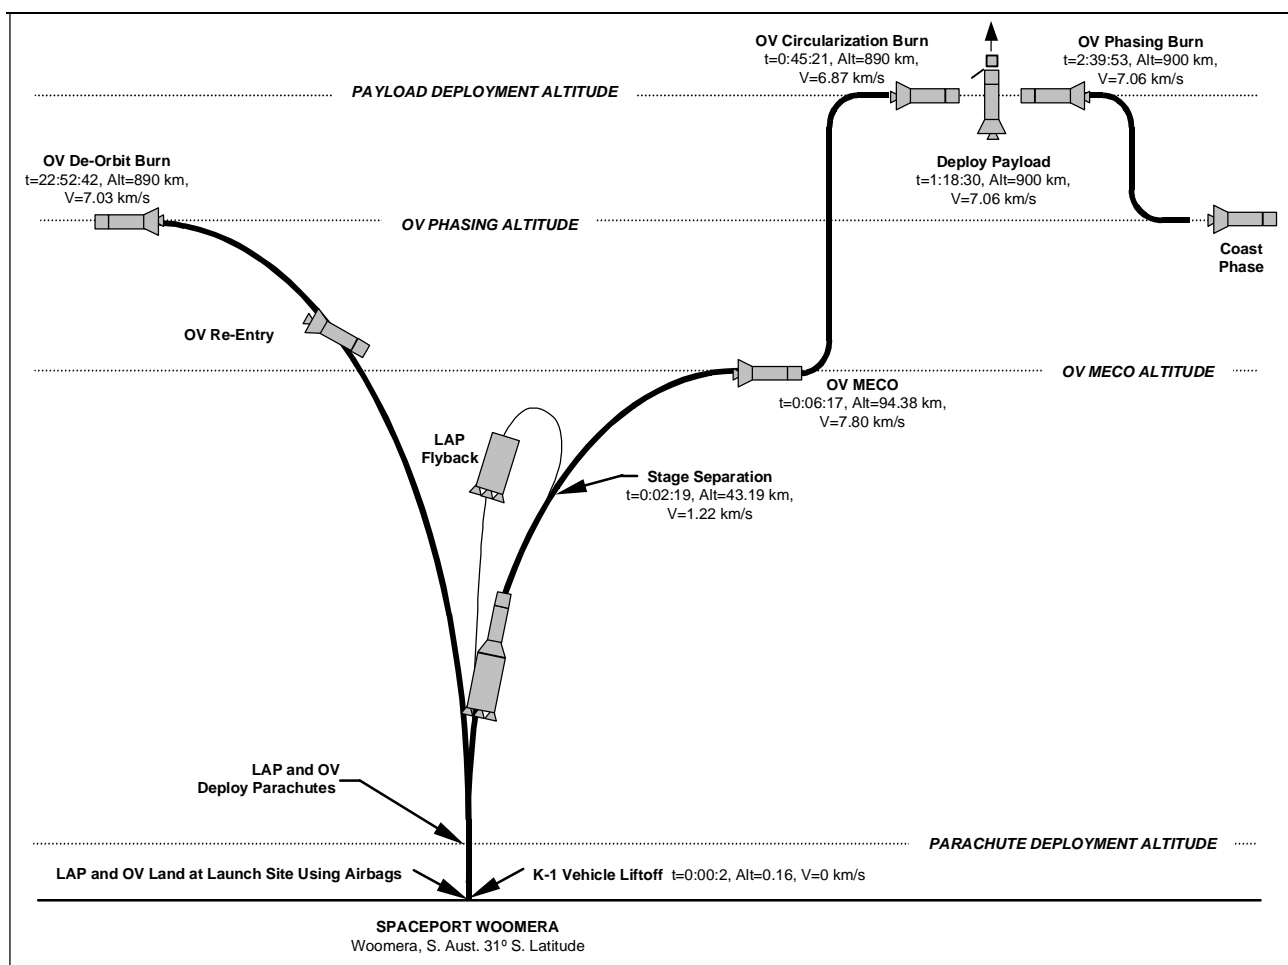 OV Circularization Burn
t=0:45:21, Alt=890 km,
V=6.87 km/s
OV Phasing Burn
t=2:39:53, Alt=900 km,
V=7.06 km/s
PAYLOAD DEPLOYMENT ALTITUDE
OV De-Orbit Burn
t=22:52:42, Alt=890 km,
V=7.03 km/s
Deploy Payload
t=1:18:30, Alt=900 km,
V=7.06 km/s
OV PHASING ALTITUDE
Coast
Phase
OV Re-Entry
OV MECO ALTITUDE
OV MECO
t=0:06:17, Alt=94.38 km,
V=7.80 km/s
LAP
Flyback
Stage Separation
t=0:02:19, Alt=43.19 km,
V=1.22 km/s
LAP and OV
Deploy Parachutes
PARACHUTE DEPLOYMENT ALTITUDE
LAP and OV Land at Launch Site Using Airbags
K-1 Vehicle Liftoff t=0:00:2, Alt=0.16, V=0 km/s
SPACEPORT WOOMERA
Woomera, S. Aust. 31º S. Latitude